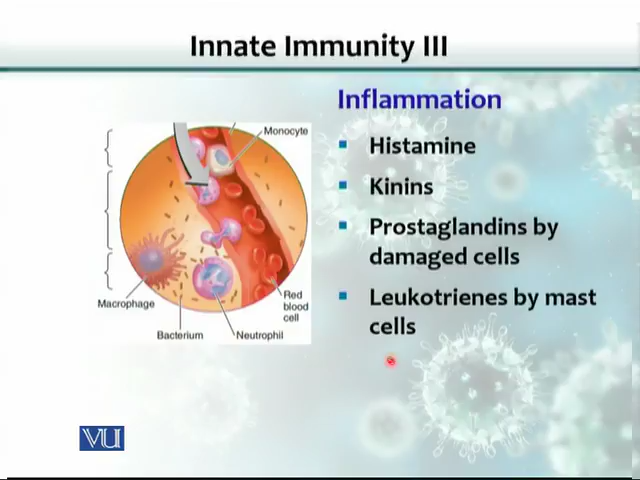 Innate Immunity III
Inflammation
Histamine
Kinins
Prostaglandins by
damaged cells
Leukotrienes by mast
cells
Monocyte
Macrophage
Bacterium
Neutrophil
Red
blood
cell
VU